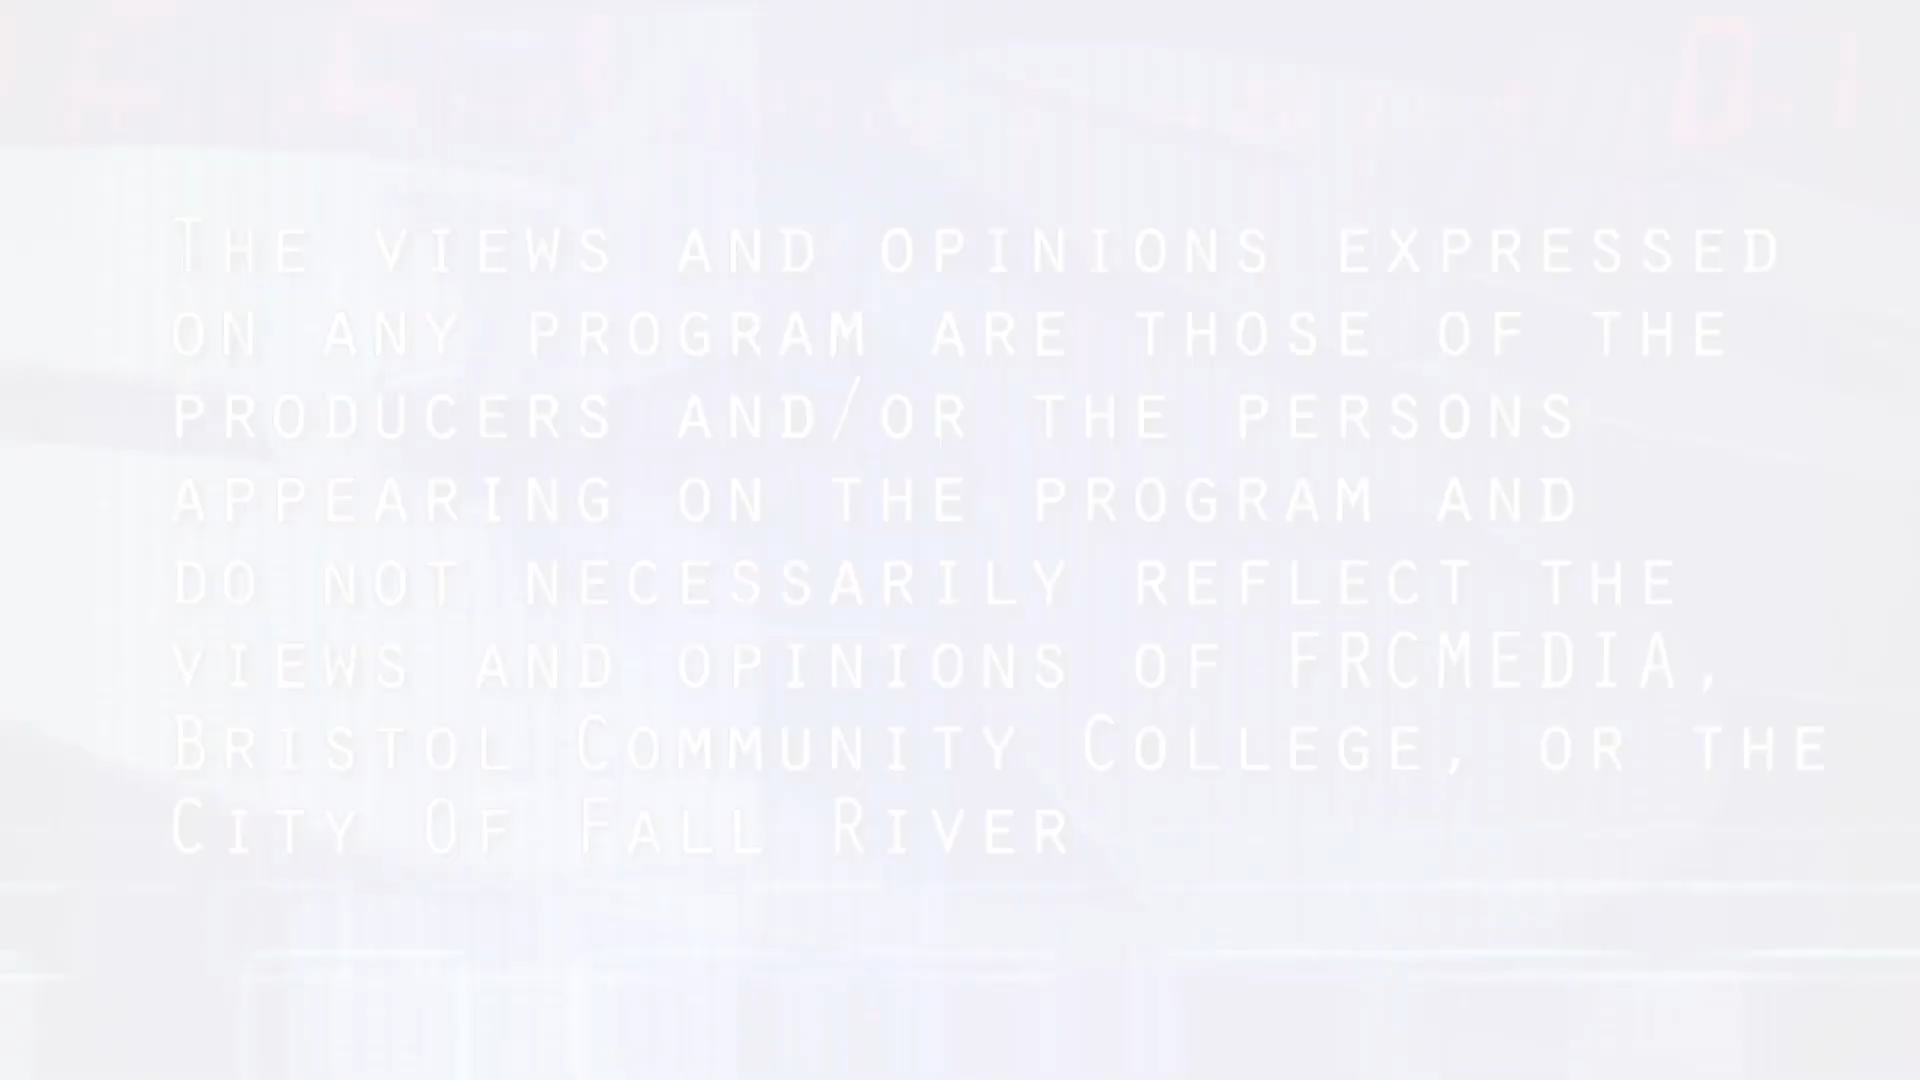 The views and opinions expressed
on any program are those of the
producers and/or the persons
appearing on the program and
do not necessarily reflect the
views and opinions of FRCMEDIA,
Bristol Community College, or the
City Of Fall River